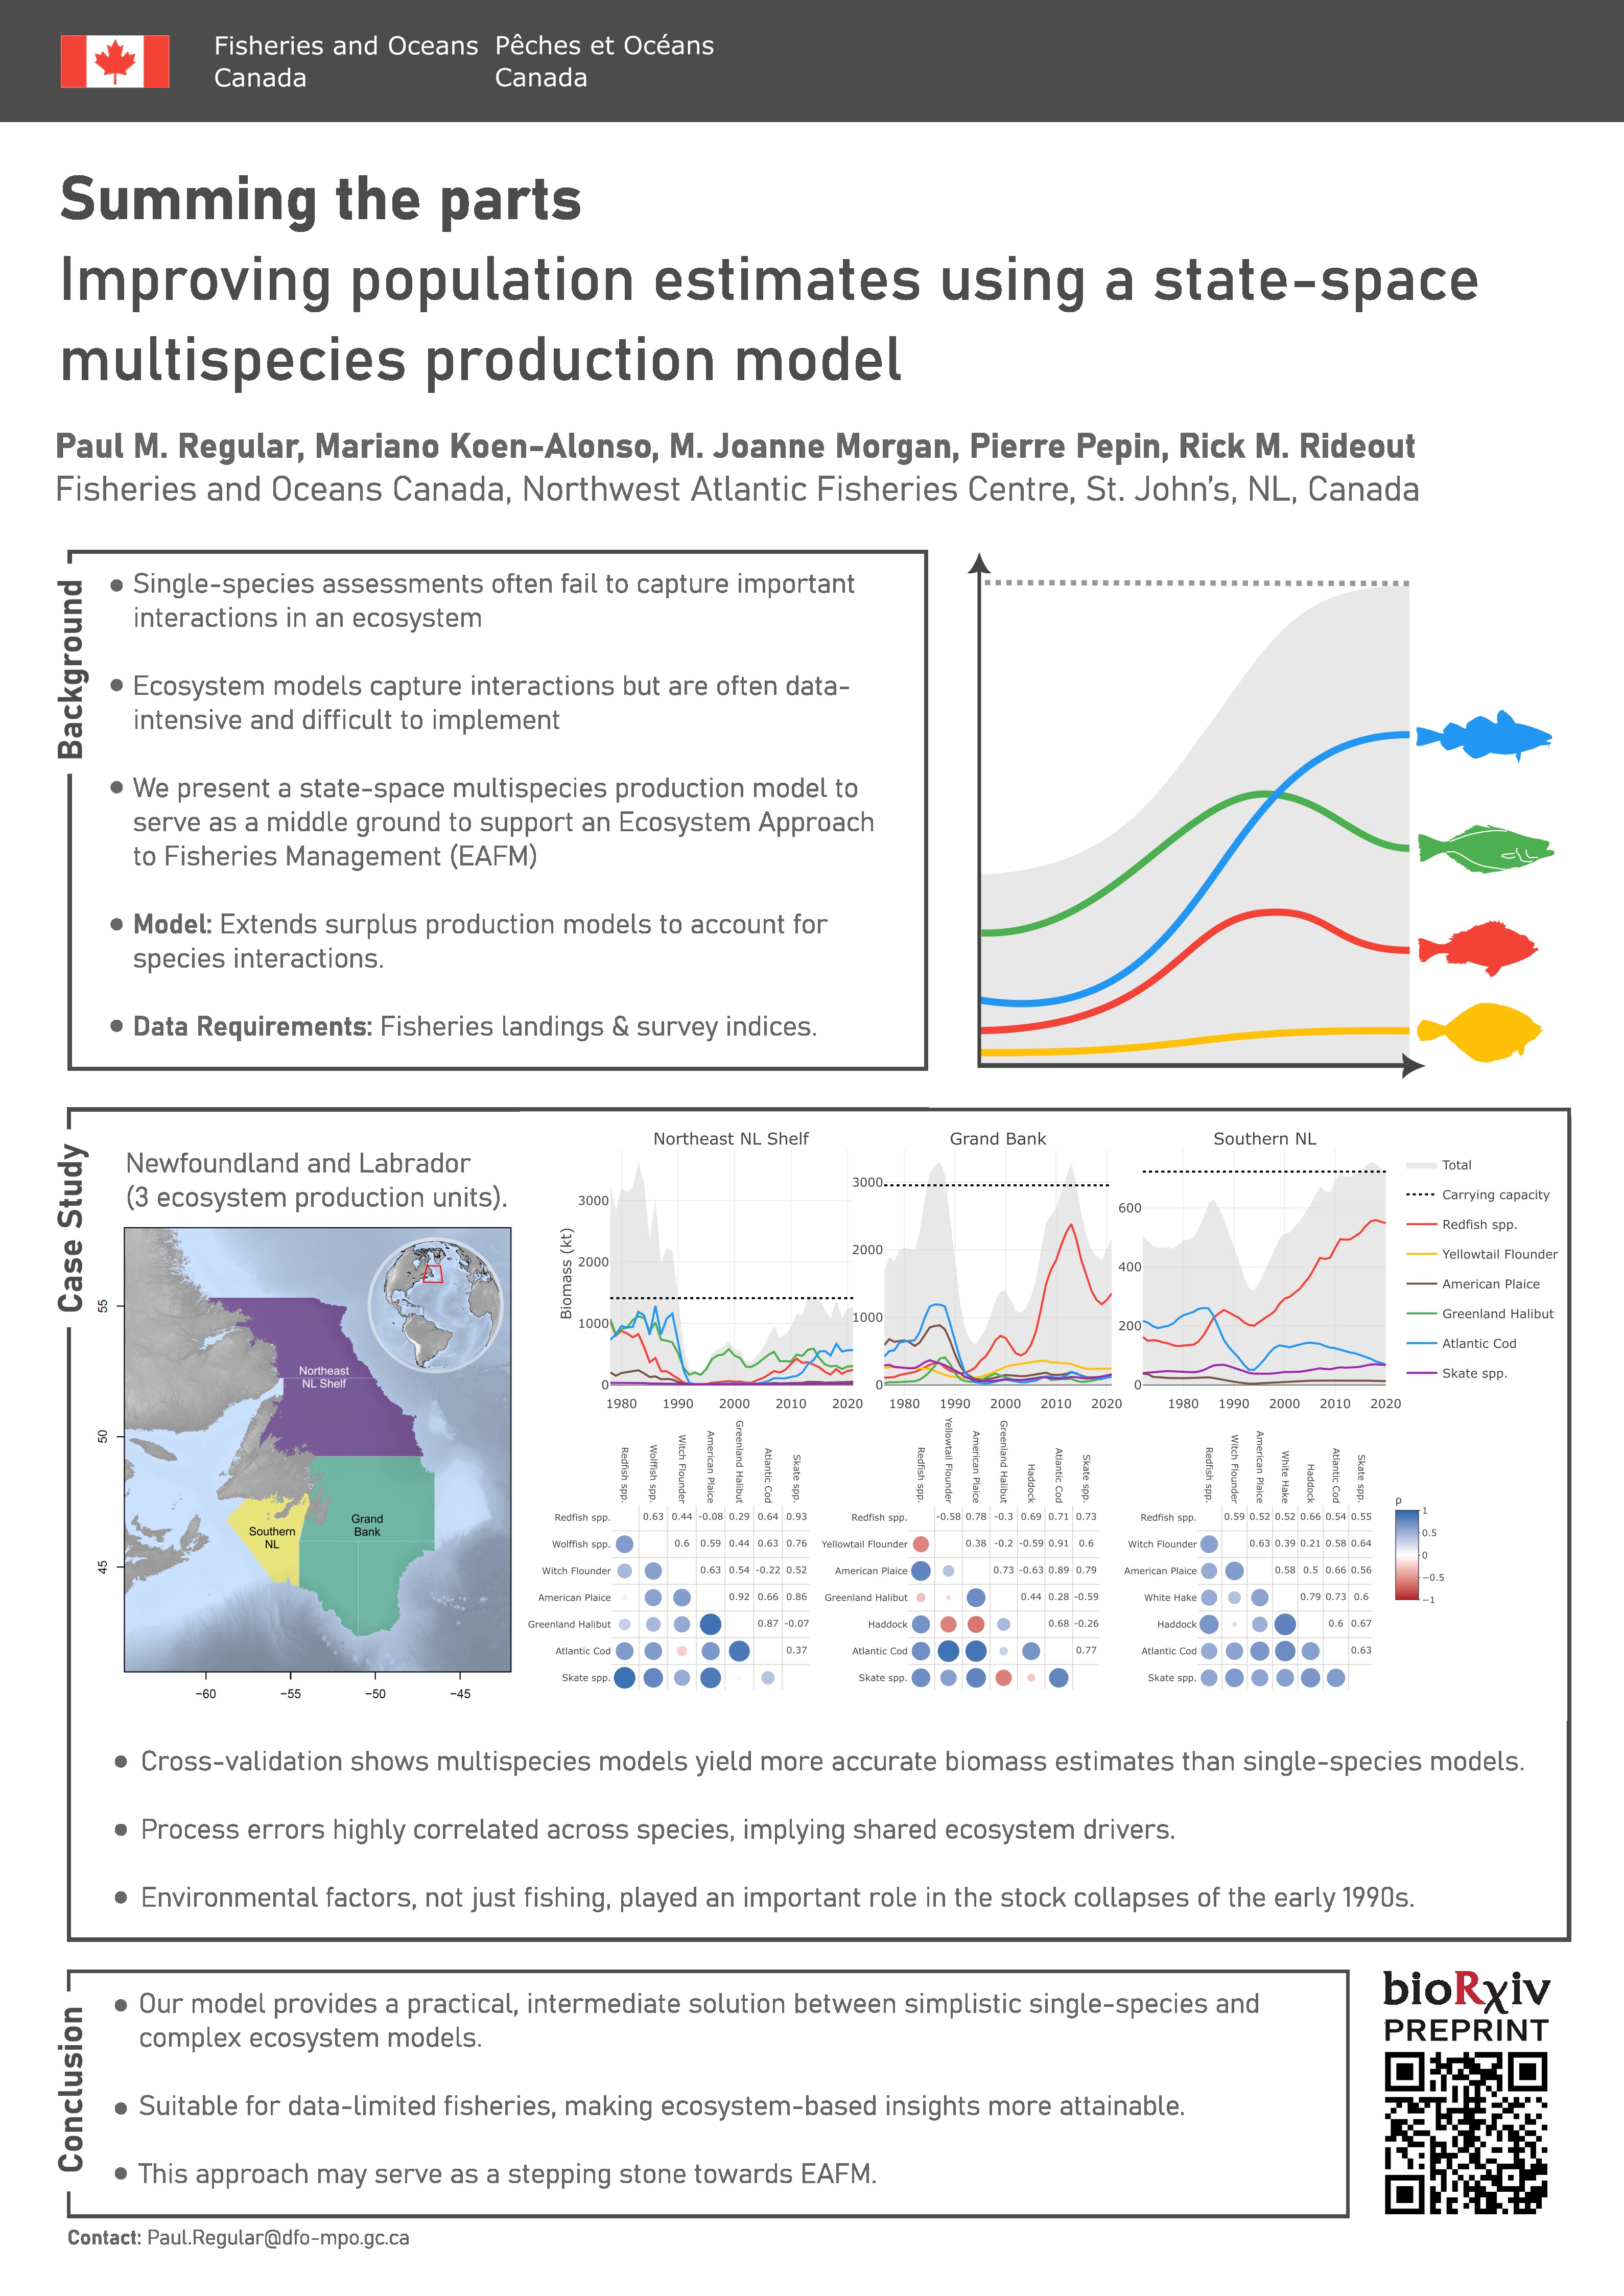 Fisheries and Oceans Canada
Pêches et Océans Canada
Summing the parts
Improving population estimates using a state-space
multispecies production model
Paul M. Regular, Mariano Koen-Alonso, M. Joanne Morgan, Pierre Pepin, Rick M. Rideout
Fisheries and Oceans Canada, Northwest Atlantic Fisheries Centre, St. John's, NL, Canada
Background
• Single-species assessments often fail to capture important
interactions in an ecosystem
• Ecosystem models capture interactions but are often data-
intensive and difficult to implement
• We present a state-space multispecies production model to
serve as a middle ground to support an Ecosystem Approach
to Fisheries Management (EAFM)
• Model: Extends surplus production models to account for
species interactions.
• Data Requirements: Fisheries landings & survey indices.
Case Study
Newfoundland and Labrador
(3 ecosystem production units).
Northeast
NL Shelf
Southern
NL
Grand
Bank
55
50
45
−60 −55 −50 −45
Northeast NL Shelf
Biomass (kt)
3000
2000
1000
0
1980 1990 2000 2010 2020
Grand Bank
3000
2000
1000
0
1980 1990 2000 2010 2020
Southern NL
600
400
200
0
1980 1990 2000 2010 2020
Total
Carrying capacity
Redfish spp.
Yellowtail Flounder
American Plaice
Greenland Halibut
Atlantic Cod
Skate spp.
Redfish spp. Wolffish spp. Witch Flounder American Plaice Greenland Halibut Atlantic Cod Skate spp.
Redfish spp. 0.63 0.44 -0.08 0.29 0.64 0.93
Wolffish spp. 0.6 0.59 0.44 0.63 0.76
Witch Flounder 0.63 0.54 -0.22 0.52
American Plaice 0.92 0.66 0.86
Greenland Halibut 0.87 -0.07
Atlantic Cod 0.37
Skate spp.
Redfish spp. Yellowtail Flounder American Plaice Greenland Halibut Haddock Atlantic Cod Skate spp.
Redfish spp. -0.58 0.78 -0.3 0.69 0.71 0.73
Yellowtail Flounder 0.38 -0.2 -0.59 0.91 0.6
American Plaice 0.73 -0.63 0.89 0.79
Greenland Halibut 0.44 0.28 -0.59
Haddock 0.68 -0.26
Atlantic Cod 0.77
Skate spp.
Redfish spp. Witch Flounder American Plaice White Hake Haddock Atlantic Cod Skate spp.
Redfish spp. 0.59 0.52 0.52 0.66 0.54 0.55
Witch Flounder 0.63 0.39 0.21 0.58 0.64
American Plaice 0.58 0.5 0.66 0.56
White Hake 0.79 0.73 0.6
Haddock 0.6 0.67
Atlantic Cod 0.63
Skate spp.
ρ
1
0.5
0
−0.5
−1
• Cross-validation shows multispecies models yield more accurate biomass estimates than single-species models.
• Process errors highly correlated across species, implying shared ecosystem drivers.
• Environmental factors, not just fishing, played an important role in the stock collapses of the early 1990s.
Conclusion
• Our model provides a practical, intermediate solution between simplistic single-species and
complex ecosystem models.
• Suitable for data-limited fisheries, making ecosystem-based insights more attainable.
• This approach may serve as a stepping stone towards EAFM.
bioRχiv
PREPRINT
Contact: Paul.Regular@dfo-mpo.gc.ca